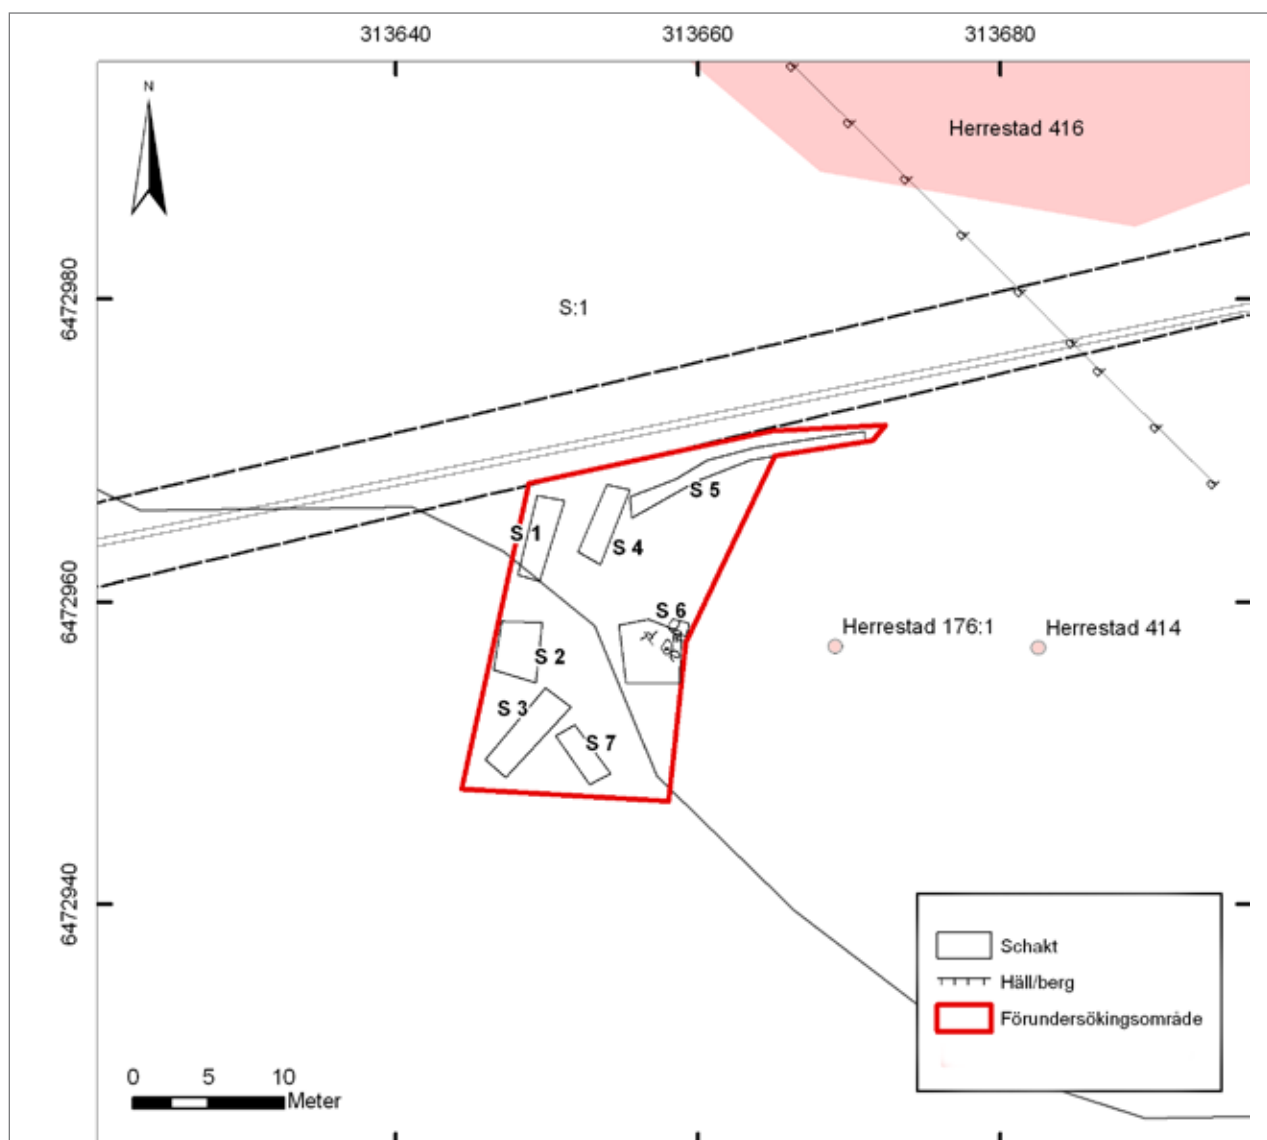 313640
313660
313680
N
Herrestad 416
6472980
S:1
S 5
S 1
S 4
6472960
S 6
Herrestad 176:1
Herrestad 414
S 2
S 3
S 7
6472940
Schakt
Häll/berg
Förundersökingsområde
0
5
10
Meter